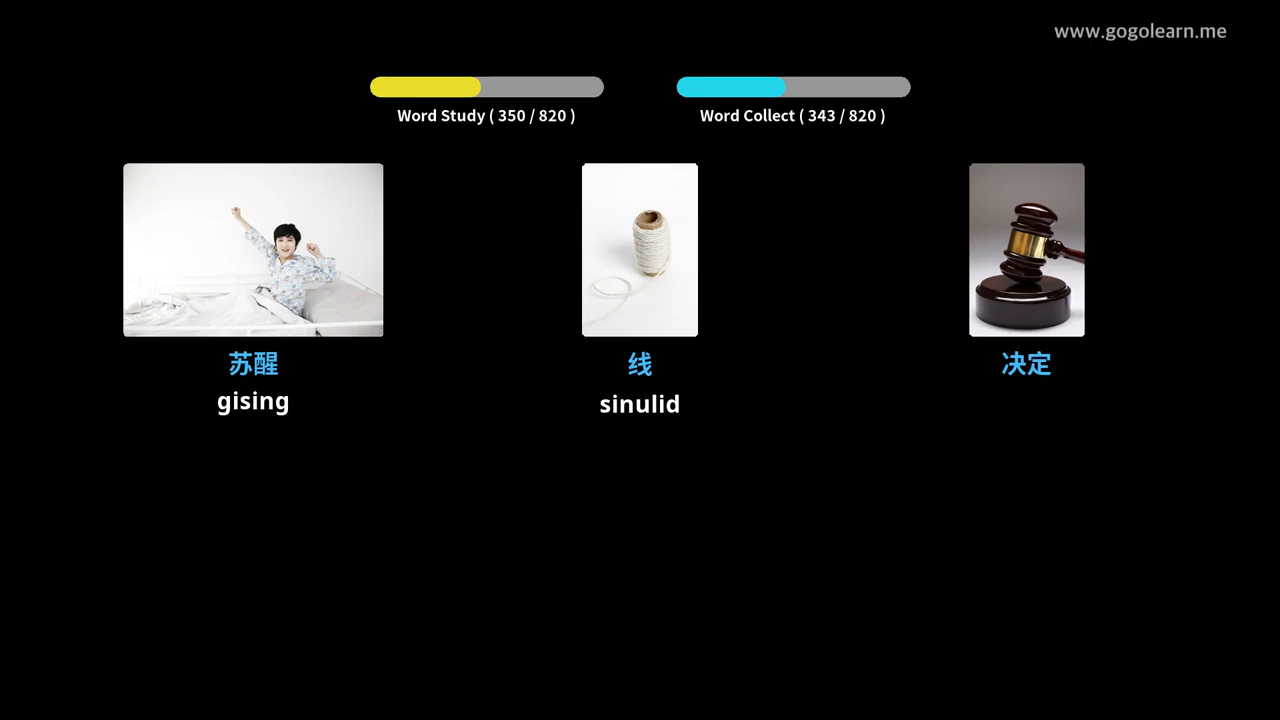 www.gogolearn.me
Word Study ( 350 / 820 )
Word Collect ( 343 / 820 )
苏醒
线
决定
gising
sinulid